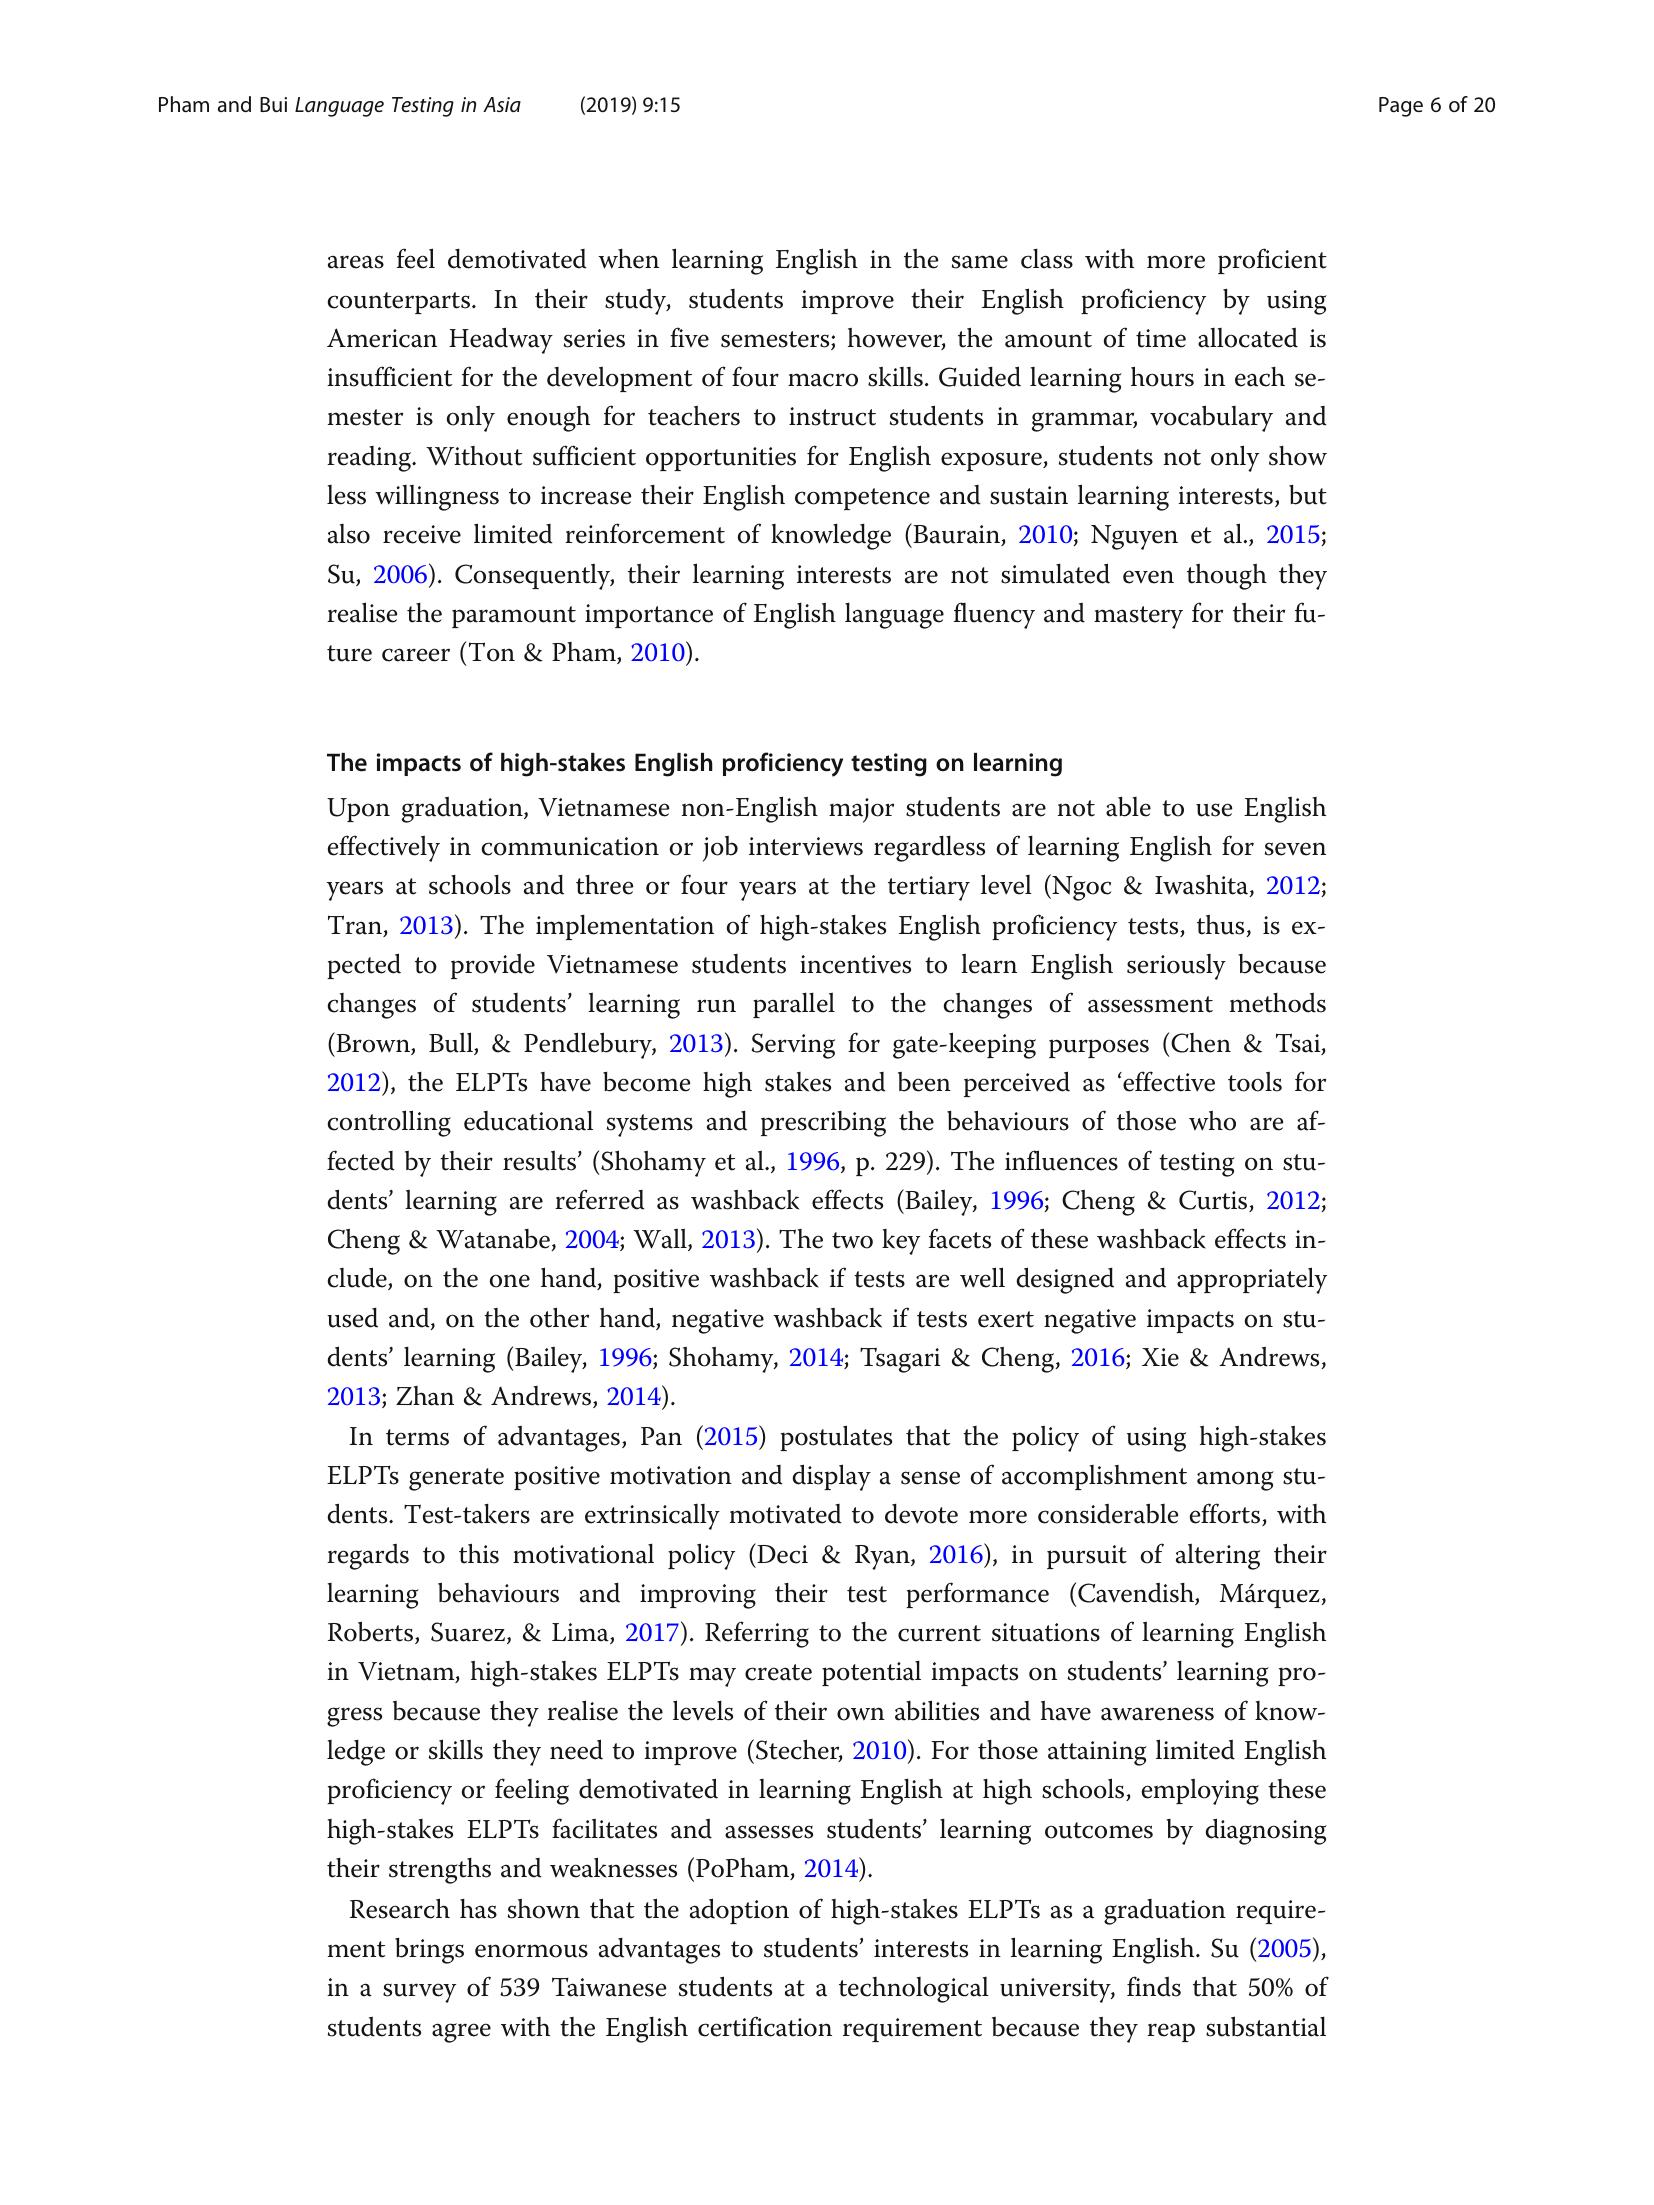 Pham and Bui Language Testing in Asia (2019) 9:15 Page 6 of 20
areas feel demotivated when learning English in the same class with more proficient
counterparts. In their study, students improve their English proficiency by using
American Headway series in five semesters; however, the amount of time allocated is
insufficient for the development of four macro skills. Guided learning hours in each se-
mester is only enough for teachers to instruct students in grammar, vocabulary and
reading. Without sufficient opportunities for English exposure, students not only show
less willingness to increase their English competence and sustain learning interests, but
also receive limited reinforcement of knowledge (Baurain, 2010; Nguyen et al., 2015;
Su, 2006). Consequently, their learning interests are not simulated even though they
realise the paramount importance of English language fluency and mastery for their fu-
ture career (Ton & Pham, 2010).
The impacts of high-stakes English proficiency testing on learning
Upon graduation, Vietnamese non-English major students are not able to use English
effectively in communication or job interviews regardless of learning English for seven
years at schools and three or four years at the tertiary level (Ngoc & Iwashita, 2012;
Tran, 2013). The implementation of high-stakes English proficiency tests, thus, is ex-
pected to provide Vietnamese students incentives to learn English seriously because
changes of students’ learning run parallel to the changes of assessment methods
(Brown, Bull, & Pendlebury, 2013). Serving for gate-keeping purposes (Chen & Tsai,
2012), the ELPTs have become high stakes and been perceived as ‘effective tools for
controlling educational systems and prescribing the behaviours of those who are af-
fected by their results’ (Shohamy et al., 1996, p. 229). The influences of testing on stu-
dents’ learning are referred as washback effects (Bailey, 1996; Cheng & Curtis, 2012;
Cheng & Watanabe, 2004; Wall, 2013). The two key facets of these washback effects in-
clude, on the one hand, positive washback if tests are well designed and appropriately
used and, on the other hand, negative washback if tests exert negative impacts on stu-
dents’ learning (Bailey, 1996; Shohamy, 2014; Tsagari & Cheng, 2016; Xie & Andrews,
2013; Zhan & Andrews, 2014).
In terms of advantages, Pan (2015) postulates that the policy of using high-stakes
ELPTs generate positive motivation and display a sense of accomplishment among stu-
dents. Test-takers are extrinsically motivated to devote more considerable efforts, with
regards to this motivational policy (Deci & Ryan, 2016), in pursuit of altering their
learning behaviours and improving their test performance (Cavendish, Márquez,
Roberts, Suarez, & Lima, 2017). Referring to the current situations of learning English
in Vietnam, high-stakes ELPTs may create potential impacts on students’ learning pro-
gress because they realise the levels of their own abilities and have awareness of know-
ledge or skills they need to improve (Stecher, 2010). For those attaining limited English
proficiency or feeling demotivated in learning English at high schools, employing these
high-stakes ELPTs facilitates and assesses students’ learning outcomes by diagnosing
their strengths and weaknesses (PoPham, 2014).
Research has shown that the adoption of high-stakes ELPTs as a graduation require-
ment brings enormous advantages to students’ interests in learning English. Su (2005),
in a survey of 539 Taiwanese students at a technological university, finds that 50% of
students agree with the English certification requirement because they reap substantial